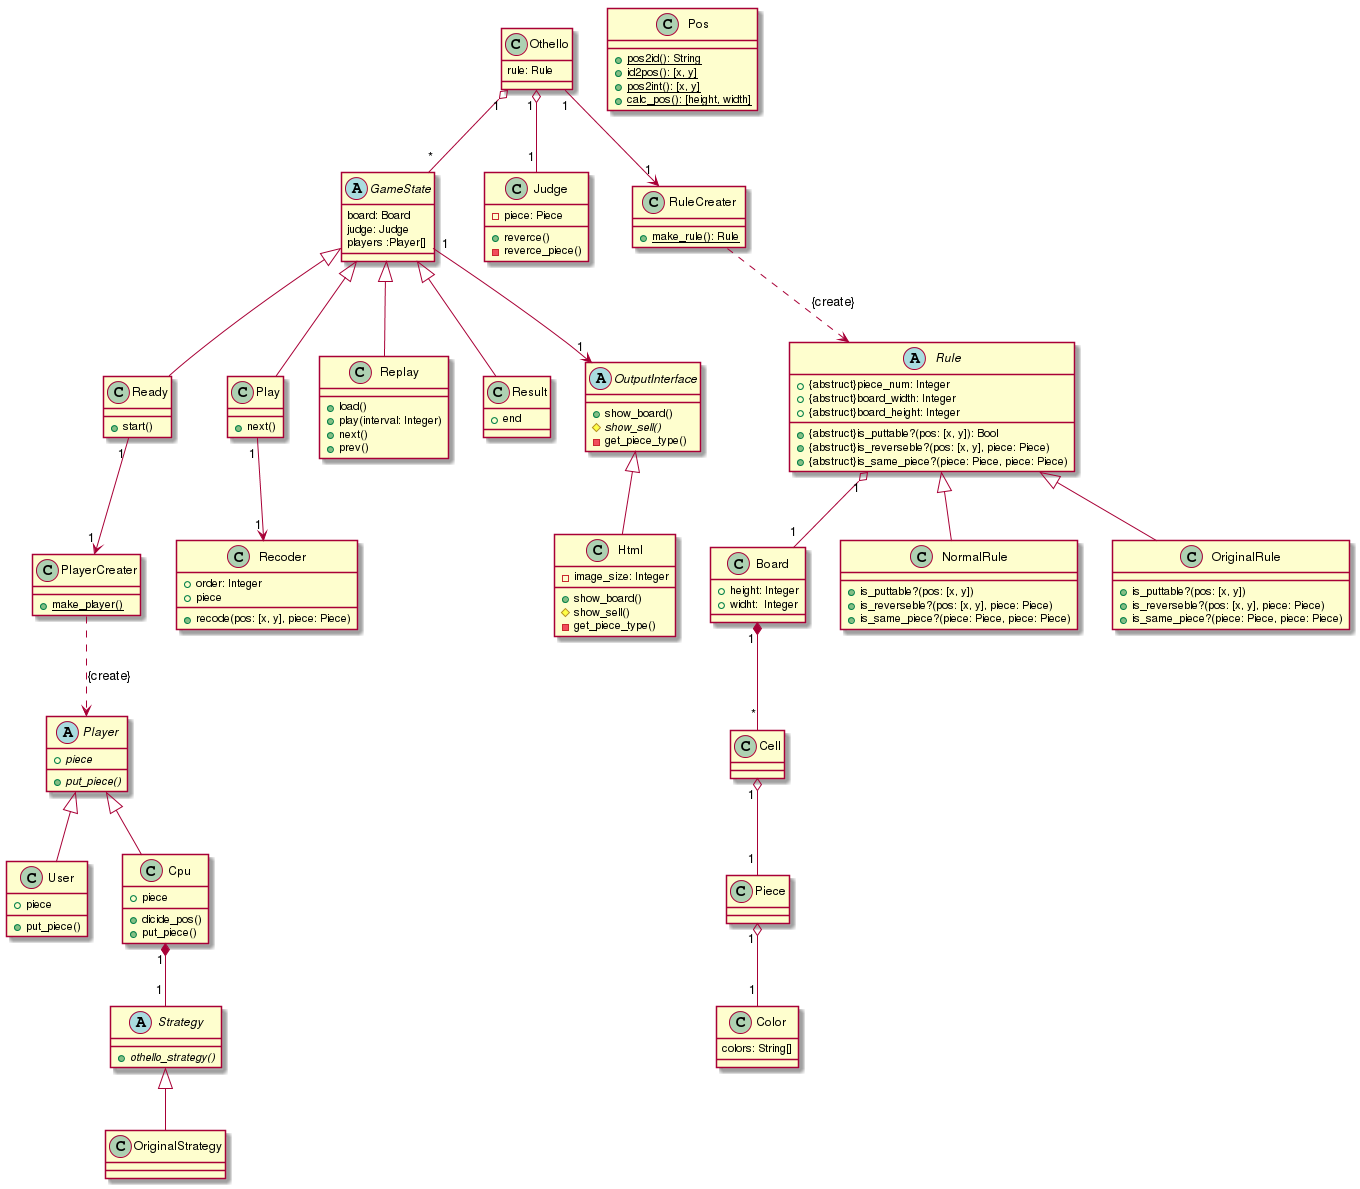 C Othello
rule: Rule
C Pos
pos2id(): String
id2pos(): [x, y]
pos2int(): [x, y]
calc_pos(): [height, width]
1
1
1
*
1
1
A GameState
board: Board
judge: Judge
players :Player[]
C Judge
piece: Piece
reverce()
reverce_piece()
C RuleCreater
make_rule(): Rule
1
{create}
1
C Ready
start()
C Play
next()
C Replay
load()
play(interval: Integer)
next()
prev()
C Result
end
A OutputInterface
show_board()
show_sell()
get_piece_type()
A Rule
{abstruct}piece_num: Integer
{abstruct}board_width: Integer
{abstruct}board_height: Integer
{abstruct}is_puttable?(pos: [x, y]): Bool
{abstruct}is_reverseble?(pos: [x, y], piece: Piece)
{abstruct}is_same_piece?(piece: Piece, piece: Piece)
1
1
1
1
1
1
C PlayerCreater
make_player()
C Recoder
order: Integer
piece
recode(pos: [x, y], piece: Piece)
C Html
image_size: Integer
show_board()
show_sell()
get_piece_type()
C Board
height: Integer
widht: Integer
C NormalRule
is_puttable?(pos: [x, y])
is_reverseble?(pos: [x, y], piece: Piece)
is_same_piece?(piece: Piece, piece: Piece)
C OriginalRule
is_puttable?(pos: [x, y])
is_reverseble?(pos: [x, y], piece: Piece)
is_same_piece?(piece: Piece, piece: Piece)
{create}
1
*
A Player
piece
put_piece()
C Cell
1
1
C User
piece
put_piece()
C Cpu
piece
dicide_pos()
put_piece()
C Piece
1
1
1
1
A Strategy
othello_strategy()
C Color
colors: String[]
C OriginalStrategy